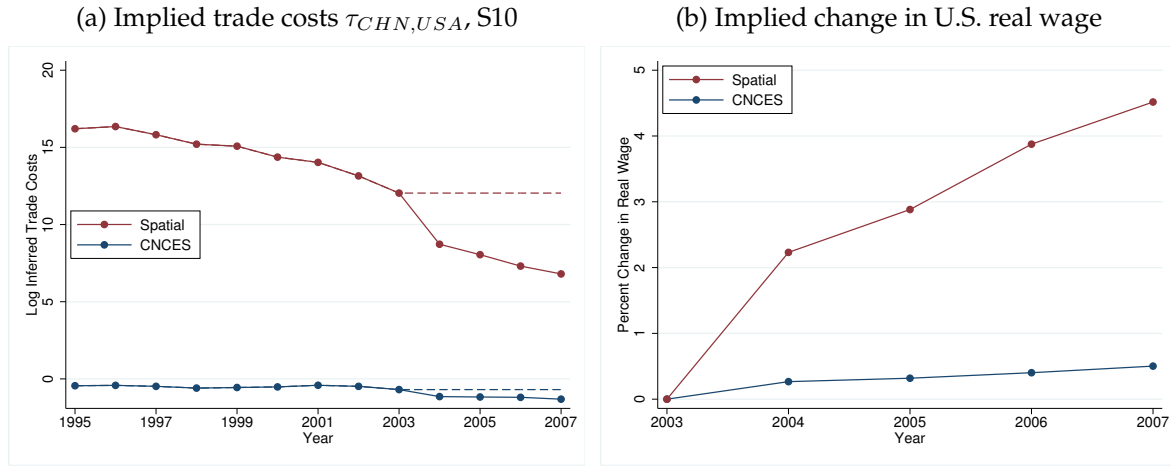 (a) Implied trade costs τCHN,USA, S10
20
15
10
5
0
Log Inferred Trade Costs
Spatial
CNCES
1995 1997 1999 2001 2003 2005 2007
Year
(b) Implied change in U.S. real wage
5
4
3
2
1
0
Percent Change in Real Wage
Spatial
CNCES
2003 2004 2005 2006 2007
Year